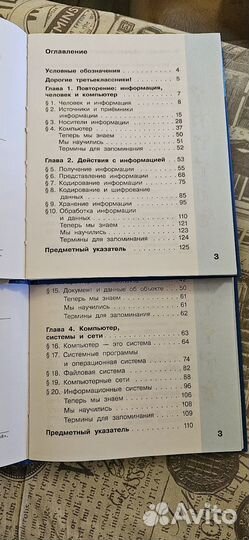 Оглавление
Условные обозначения . . . . . . . . 4
Дорогие третьеклассники! . . . . . . 5
Глава 1. Повторение: информация,
человек и компьютер . . . . . . . . 7
§ 1. Человек и информация . . . . . . 8
§ 2. Источники и приёмники
информации . . . . . . . . 15
§ 3. Носители информации . . . . . . 28
§ 4. Компьютер . . . . . . . . 37
Теперь мы знаем . . . . . . 50
Мы научились . . . . . . 51
Термины для запоминания . . . . 52
Глава 2. Действия с информацией . . . 53
§ 5. Получение информации . . . . . 55
§ 6. Представление информации . . . . 68
§ 7. Кодирование информации . . . . 75
§ 8. Кодирование и шифрование
данных . . . . . . . . 85
§ 9. Хранение информации . . . . . 95
§10. Обработка информации
и данных . . . . . . . .
Теперь мы знаем . . . . . . 121
Мы научились . . . . . . 123
Термины для запоминания . . . . 124
Предметный указатель . . . . . . 125
3
§ 15. Документ и данные об объекте . . 50
Теперь мы знаем . . . . . . 61
Мы научились . . . . . . 61
Термины для запоминания . . . . 62
Глава 4. Компьютер,
системы и сети . . . . . . . . 63
§ 16. Компьютер — это система . . . . 64
§ 17. Системные программы
и операционная система . . . . 74
§ 18. Файловая система . . . . . . 82
§ 19. Компьютерные сети . . . . . . 88
§ 20. Информационные системы . . . . 96
Теперь мы знаем . . . . . . 106
Мы научились . . . . . . 108
Термины для запоминания . . . . 109
Предметный указатель . . . . . . 110
3
Avito